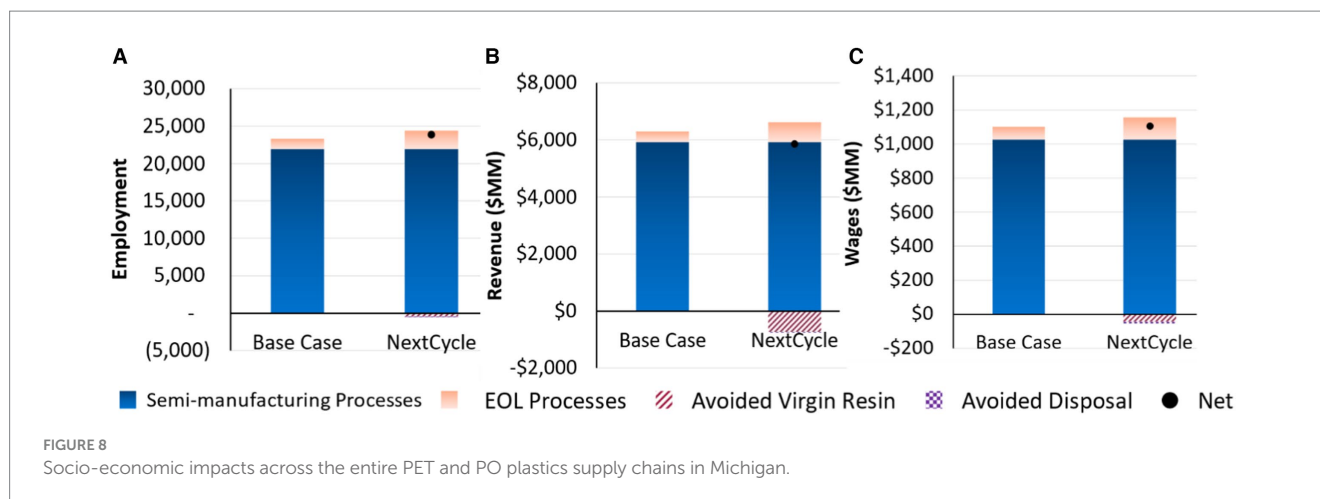 A
Employment
30,000
25,000
20,000
15,000
10,000
5,000
-
(5,000)
Base Case NextCycle
B
Revenue ($MM)
$8,000
$6,000
$4,000
$2,000
$0
-$2,000
Base Case NextCycle
C
Wages ($MM)
$1,400
$1,200
$1,000
$800
$600
$400
$200
$0
-$200
Base Case NextCycle
Semi-manufacturing Processes EOL Processes Avoided Virgin Resin Avoided Disposal Net
FIGURE 8
Socio-economic impacts across the entire PET and PO plastics supply chains in Michigan.